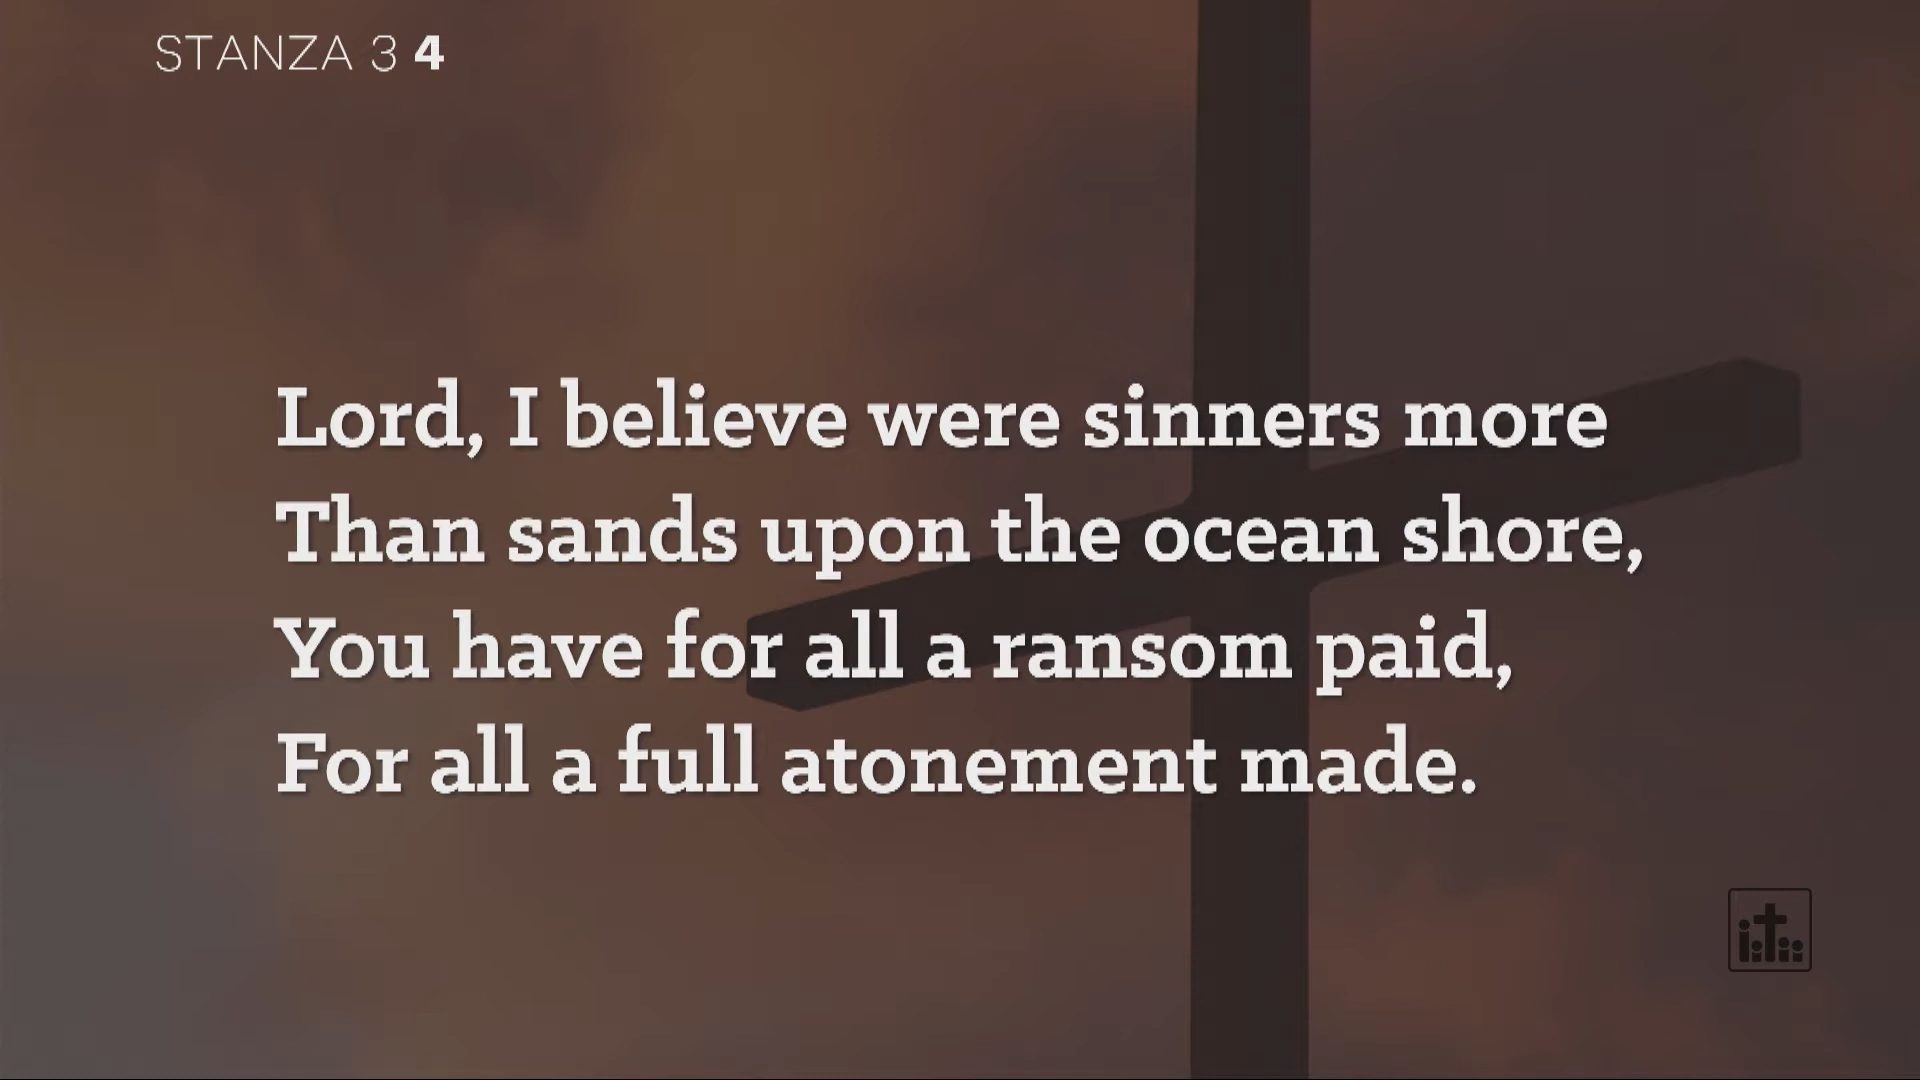 STANZA 3 4
Lord, I believe were sinners more
Than sands upon the ocean shore,
You have for all a ransom paid,
For all a full atonement made.